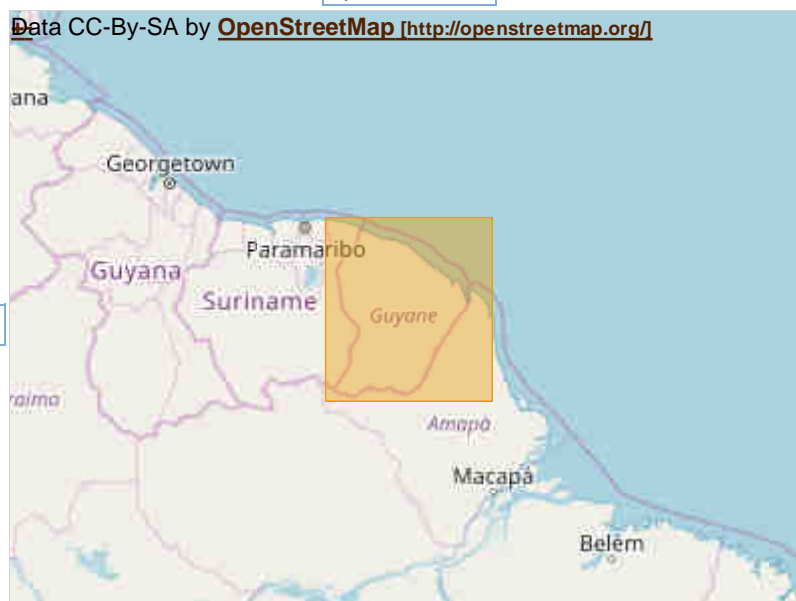 Data CC-By-SA by OpenStreetMap [http://openstreetmap.org/]
ana
Georgetown
Paramaribo
Guyana
Suriname
Guyane
raima
Amapá
Macapá
Belém